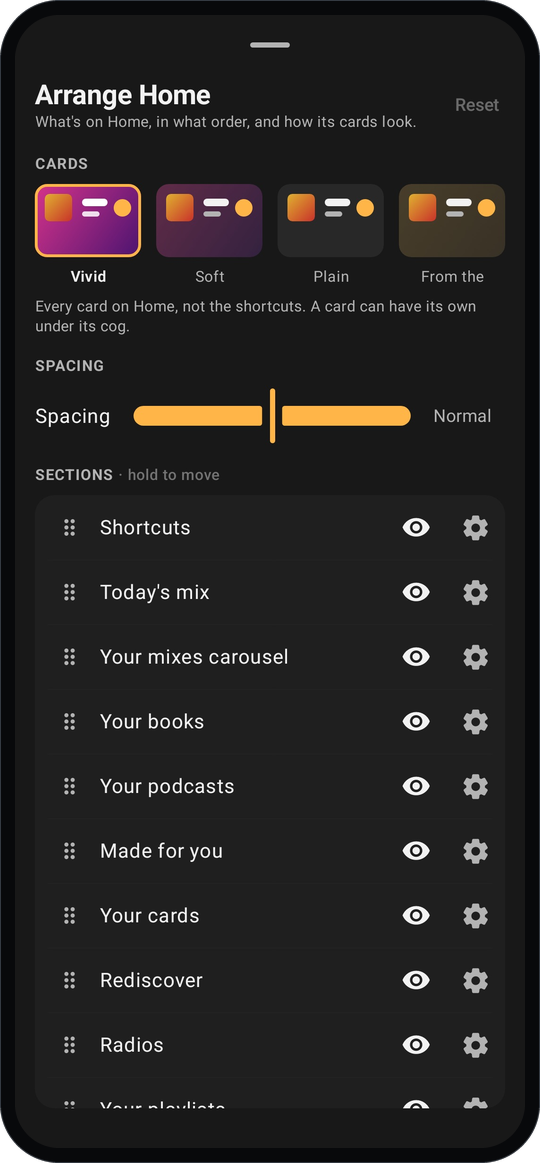 Arrange Home
What's on Home, in what order, and how its cards look.
Reset
CARDS
Vivid
Soft
Plain
From the
Every card on Home, not the shortcuts. A card can have its own
under its cog.
SPACING
Spacing
Normal
SECTIONS · hold to move
Shortcuts
Today's mix
Your mixes carousel
Your books
Your podcasts
Made for you
Your cards
Rediscover
Radios
Your playlists